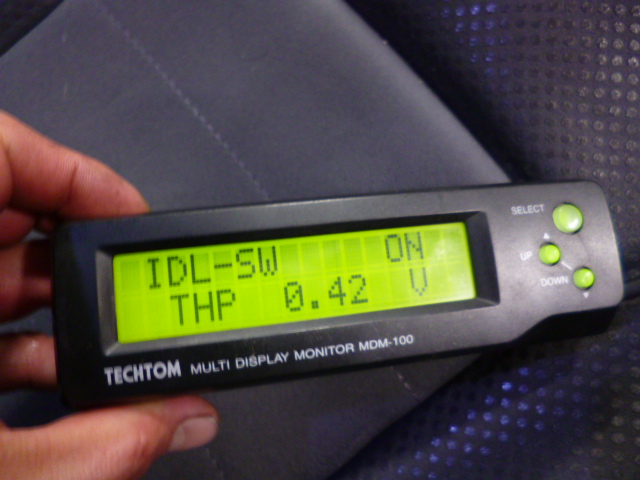 IDL-SW ON
THP 0.42 V
TECHTOM MULTI DISPLAY MONITOR MDM-100
SELECT
UP
DOWN